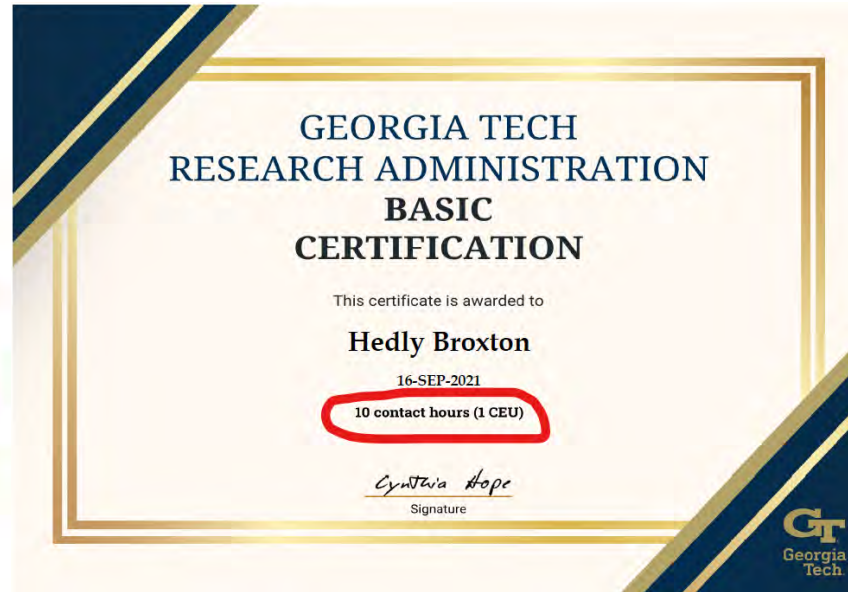 GEORGIA TECH
RESEARCH ADMINISTRATION
BASIC
CERTIFICATION
This certificate is awarded to
Hedly Broxton
16-SEP-2021
10 contact hours (1 CEU)
Cynthia Hope
Signature
GT
Georgia
Tech